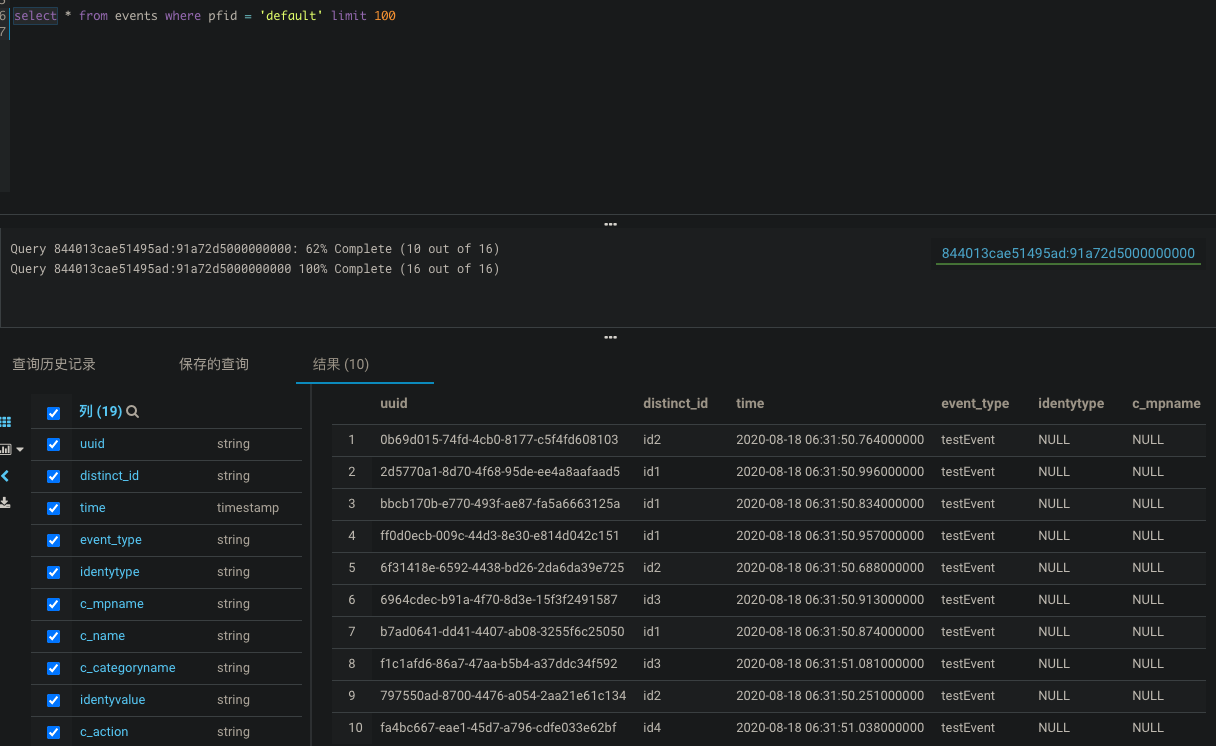 6 select * from events where pfid = 'default' limit 100
7
Query 844013cae51495ad:91a72d5000000000: 62% Complete (10 out of 16)
Query 844013cae51495ad:91a72d5000000000 100% Complete (16 out of 16)
844013cae51495ad:91a72d5000000000
查询历史记录 保存的查询 结果 (10)
列 (19)
uuid string
distinct_id string
time timestamp
event_type string
identytype string
c_mpname string
c_name string
c_categoryname string
identyvalue string
c_action string
uuid distinct_id time event_type identytype c_mpname
1 0b69d015-74fd-4cb0-8177-c5f4fd608103 id2 2020-08-18 06:31:50.764000000 testEvent NULL NULL
2 2d5770a1-8d70-4f68-95de-ee4a8aafaad5 id1 2020-08-18 06:31:50.996000000 testEvent NULL NULL
3 bbcb170b-e770-493f-ae87-fa5a6663125a id1 2020-08-18 06:31:50.834000000 testEvent NULL NULL
4 ff0d0ecb-009c-44d3-8e30-e814d042c151 id1 2020-08-18 06:31:50.957000000 testEvent NULL NULL
5 6f31418e-6592-4438-bd26-2da6da39e725 id2 2020-08-18 06:31:50.688000000 testEvent NULL NULL
6 6964cdec-b91a-4f70-8d3e-15f3f2491587 id3 2020-08-18 06:31:50.913000000 testEvent NULL NULL
7 b7ad0641-dd41-4407-ab08-3255f6c25050 id1 2020-08-18 06:31:50.874000000 testEvent NULL NULL
8 f1c1afd6-86a7-47aa-b5b4-a37ddc34f592 id3 2020-08-18 06:31:51.081000000 testEvent NULL NULL
9 797550ad-8700-4476-a054-2aa21e61c134 id2 2020-08-18 06:31:50.251000000 testEvent NULL NULL
10 fa4bc667-eae1-45d7-a796-cdfe033e62bf id4 2020-08-18 06:31:51.038000000 testEvent NULL NULL